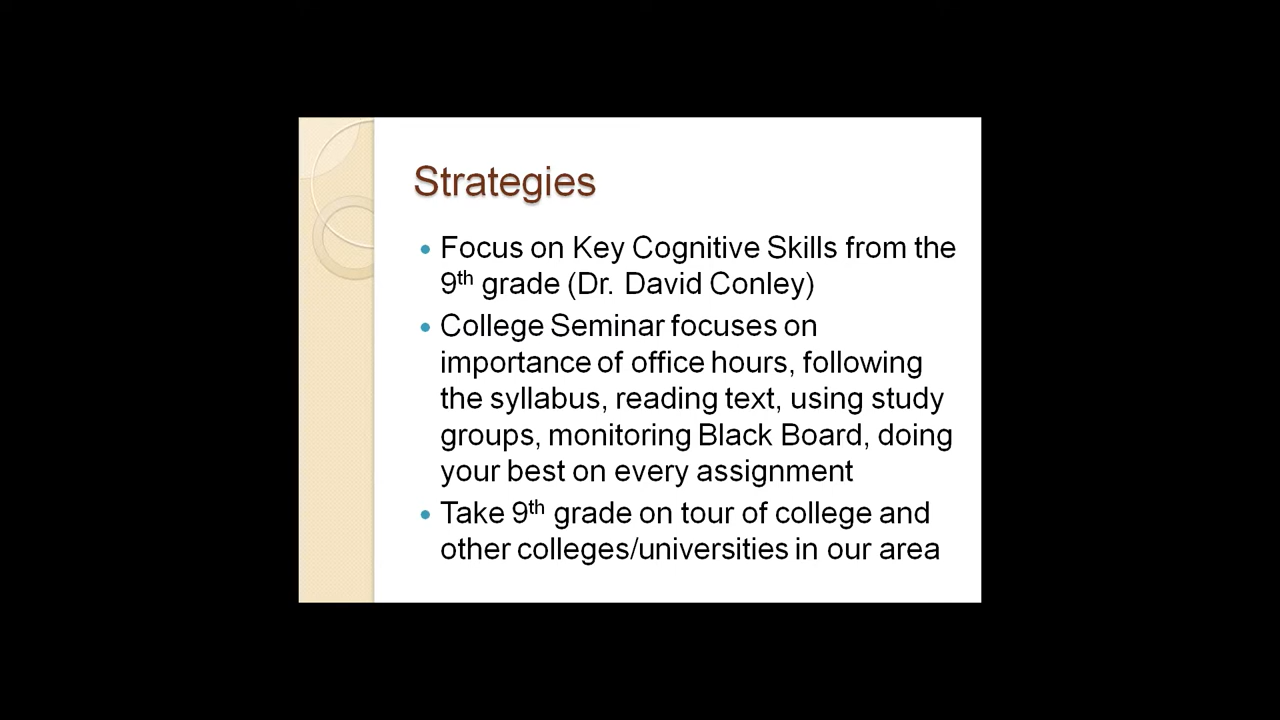 Strategies
• Focus on Key Cognitive Skills from the
9th grade (Dr. David Conley)
• College Seminar focuses on
importance of office hours, following
the syllabus, reading text, using study
groups, monitoring Black Board, doing
your best on every assignment
• Take 9th grade on tour of college and
other colleges/universities in our area